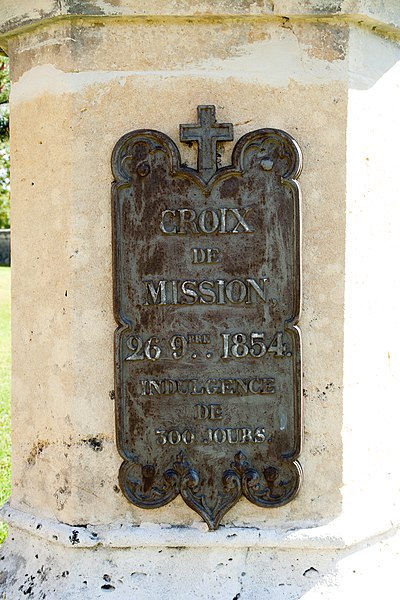 CROIX
DE
MISSION,
26 9BRE.. 1854.
INDULGENCE
DE
300 JOURS